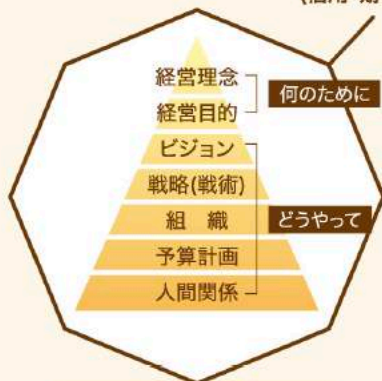 経営理念
経営目的
何のために
ビジョン
戦略(戦術)
組 織
どうやって
予算計画
人間関係